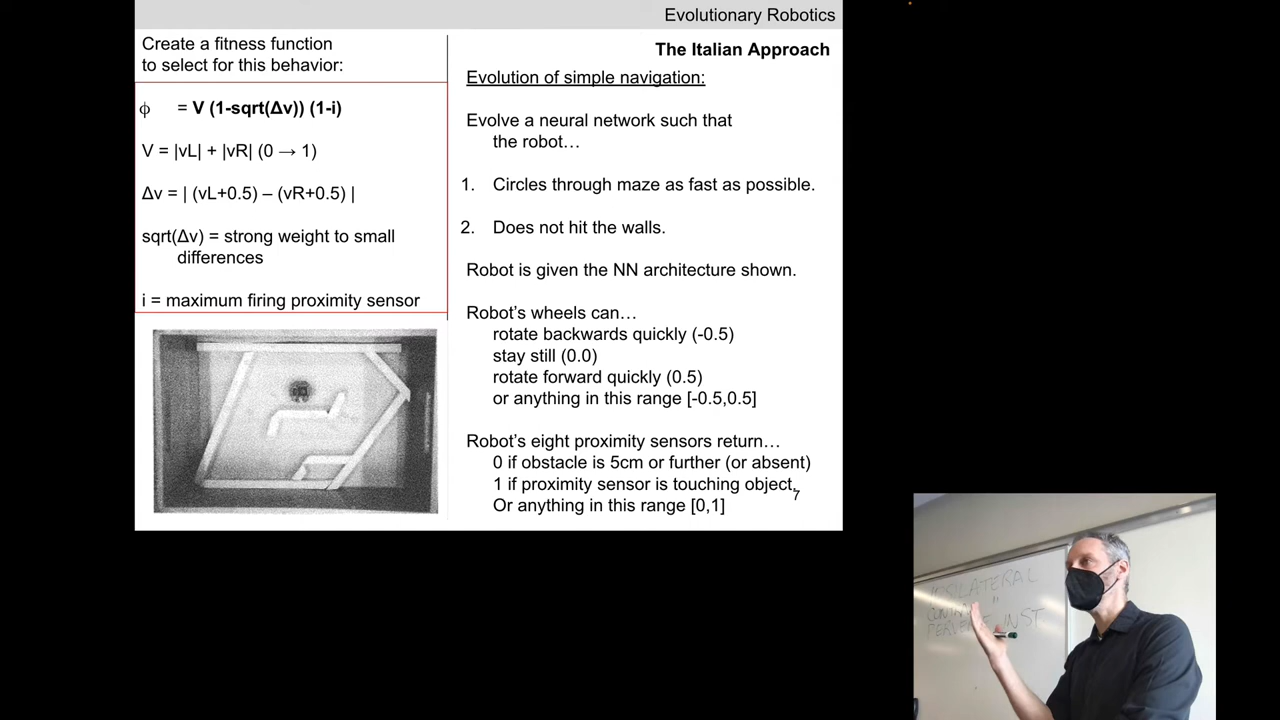 Evolutionary Robotics
Create a fitness function
to select for this behavior:
ϕ = V (1-sqrt(Δv)) (1-i)
V = |vL| + |vR| (0 → 1)
Δv = | (vL+0.5) – (vR+0.5) |
sqrt(Δv) = strong weight to small
differences
i = maximum firing proximity sensor
The Italian Approach
Evolution of simple navigation:
Evolve a neural network such that
the robot…
1. Circles through maze as fast as possible.
2. Does not hit the walls.
Robot is given the NN architecture shown.
Robot's wheels can…
rotate backwards quickly (-0.5)
stay still (0.0)
rotate forward quickly (0.5)
or anything in this range [-0.5,0.5]
Robot's eight proximity sensors return…
0 if obstacle is 5cm or further (or absent)
1 if proximity sensor is touching object.
Or anything in this range [0,1]
7
INST